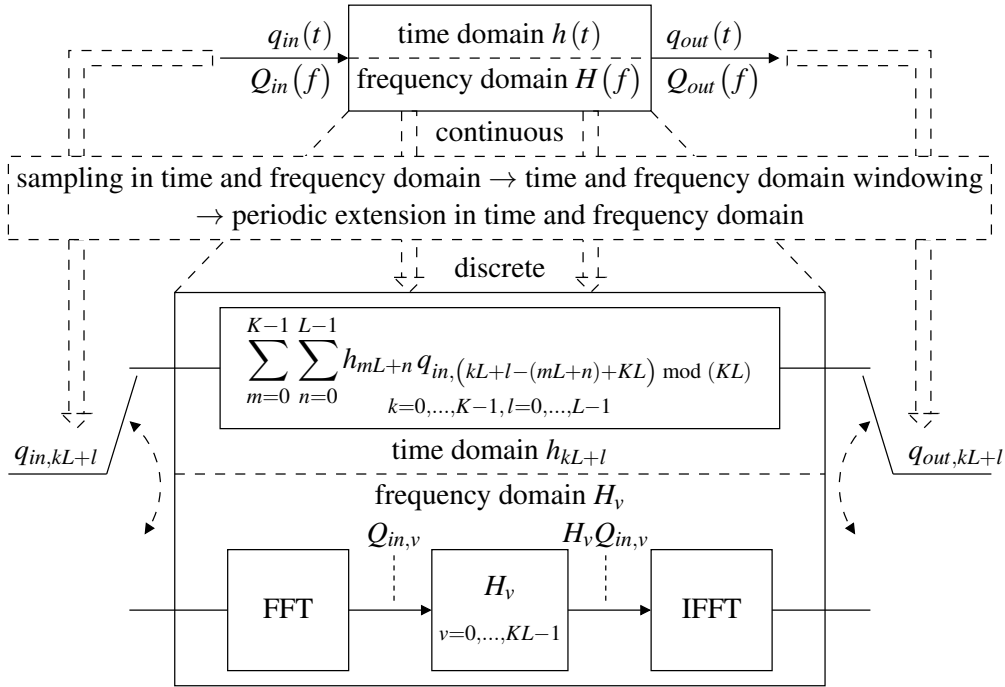 q_in(t)
time domain h(t)
q_out(t)
Q_in(f)
frequency domain H(f)
Q_out(f)
continuous
sampling in time and frequency domain → time and frequency domain windowing
→ periodic extension in time and frequency domain
discrete
∑_{m=0}^{K−1} ∑_{n=0}^{L−1} h_{mL+n} q_{in,(kL+l−(mL+n)+KL) mod (KL)}
k=0,...,K−1, l=0,...,L−1
q_{in,kL+l}
time domain h_{kL+l}
q_{out,kL+l}
frequency domain H_v
Q_{in,v}
H_v Q_{in,v}
FFT
H_v
v=0,...,KL−1
IFFT